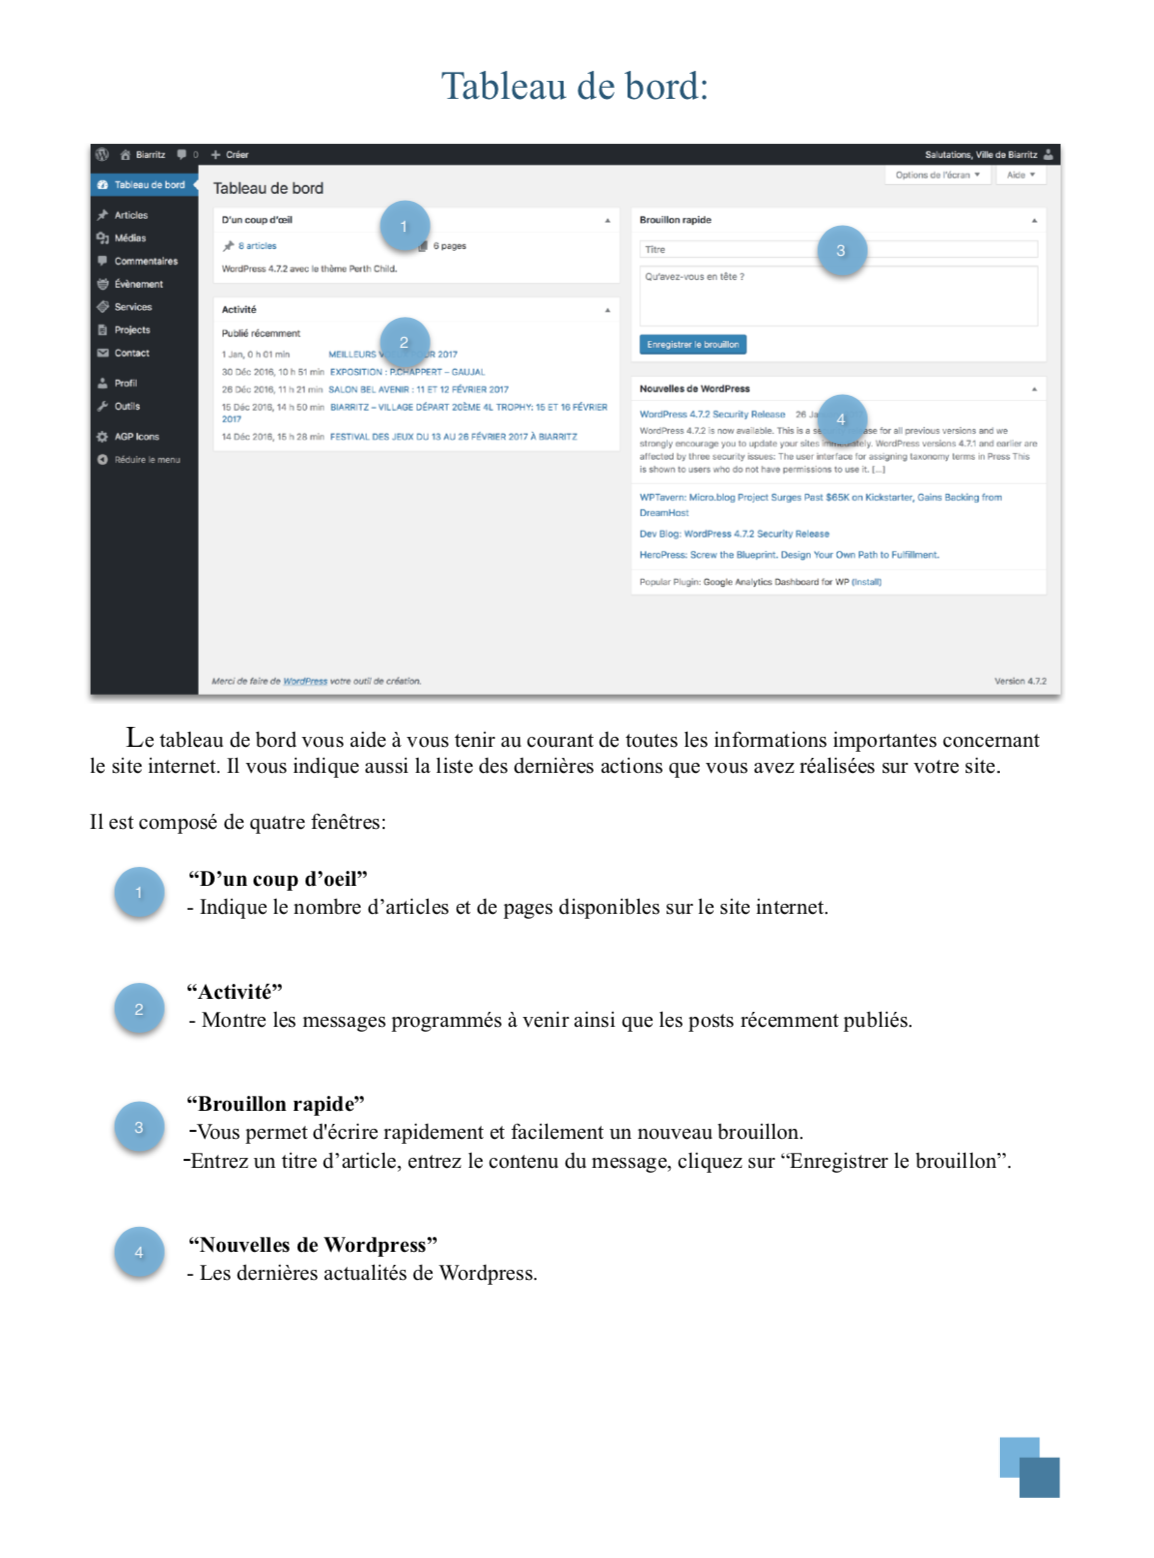 Tableau de bord:
Biarritz 0 + Créer
Salutations, Ville de Biarritz
Tableau de bord
Articles
Médias
Commentaires
Évènement
Services
Projects
Contact
Profil
Outils
AGP Icons
Réduire le menu
Options de l'écran ▼ Aide ▼
Tableau de bord
D'un coup d'œil
1
8 articles 6 pages
WordPress 4.7.2 avec le thème Perth Child.
Activité
Publié récemment
2
1 Jan, 0 h 01 min MEILLEURS R 2017
30 Déc 2016, 10 h 51 min EXPOSITION : P.CHAPPERT – GAUJAL
26 Déc 2016, 11 h 21 min SALON BEL AVENIR : 11 ET 12 FÉVRIER 2017
15 Déc 2016, 14 h 50 min BIARRITZ – VILLAGE DÉPART 20ÈME 4L TROPHY: 15 ET 16 FÉVRIER
2017
14 Déc 2016, 15 h 28 min FESTIVAL DES JEUX DU 13 AU 26 FÉVRIER 2017 À BIARRITZ
Brouillon rapide
Titre
3
Qu'avez-vous en tête ?
Enregistrer le brouillon
Nouvelles de WordPress
WordPress 4.7.2 Security Release 26
4
WordPress 4.7.2 is now available. This is a for all previous versions and we
strongly encourage you to update your sites immediately. WordPress versions 4.7.1 and earlier are
affected by three security issues: The user interface for assigning taxonomy terms in Press This
is shown to users who do not have permissions to use it. [...]
WPTavern: Micro.blog Project Surges Past $65K on Kickstarter, Gains Backing from
DreamHost
Dev Blog: WordPress 4.7.2 Security Release
HeroPress: Screw the Blueprint. Design Your Own Path to Fulfillment.
Popular Plugin: Google Analytics Dashboard for WP (Install)
Merci de faire de WordPress votre outil de création.
Version 4.7.2
Le tableau de bord vous aide à vous tenir au courant de toutes les informations importantes concernant
le site internet. Il vous indique aussi la liste des dernières actions que vous avez réalisées sur votre site.
Il est composé de quatre fenêtres:
1
“D’un coup d’oeil”
- Indique le nombre d’articles et de pages disponibles sur le site internet.
2
“Activité”
- Montre les messages programmés à venir ainsi que les posts récemment publiés.
3
“Brouillon rapide”
-Vous permet d'écrire rapidement et facilement un nouveau brouillon.
-Entrez un titre d’article, entrez le contenu du message, cliquez sur “Enregistrer le brouillon”.
4
“Nouvelles de Wordpress”
- Les dernières actualités de Wordpress.